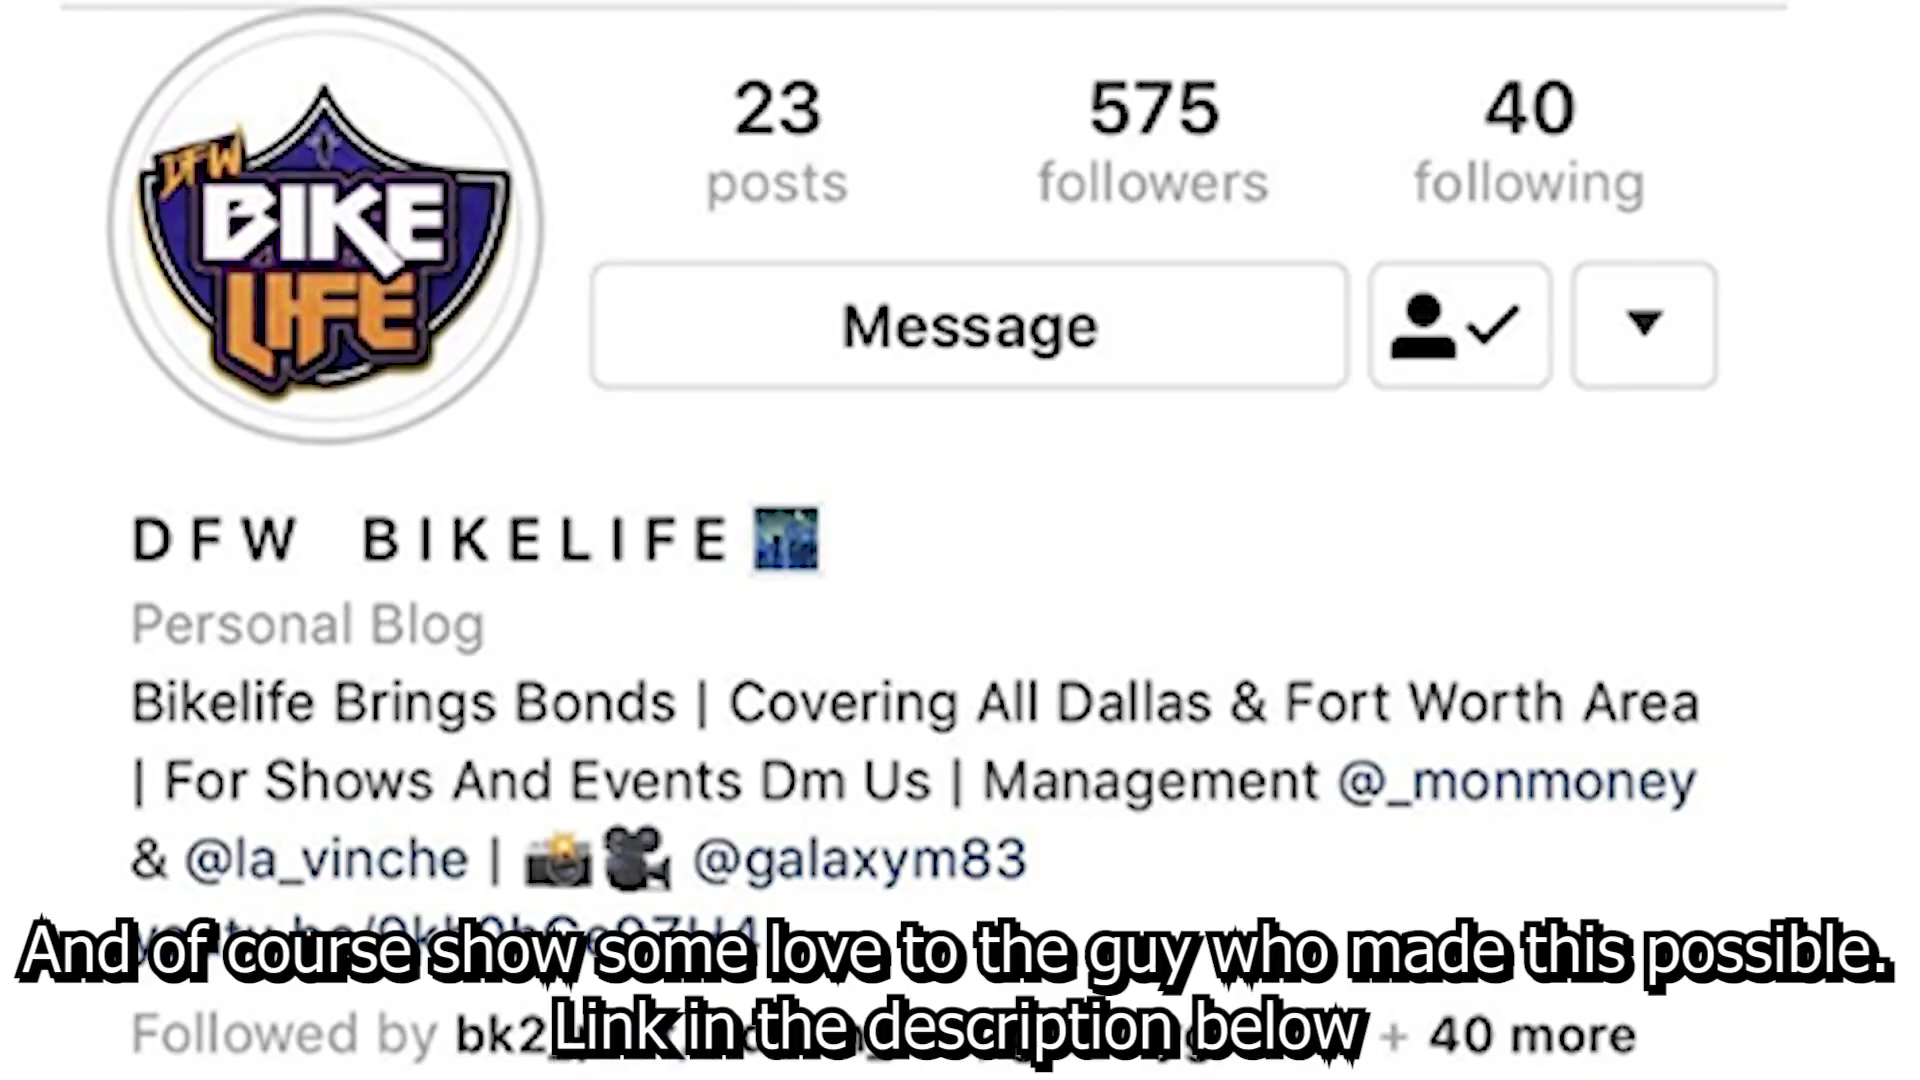 DFW
BIKE
LIFE
23 575 40
posts followers following
Message
DFW BIKELIFE
Personal Blog
Bikelife Brings Bonds | Covering All Dallas & Fort Worth Area
| For Shows And Events Dm Us | Management @_monmoney
& @la_vinche | @galaxym83
And of course show some love to the guy who made this possible.
Link in the description below
Followed by + 40 more